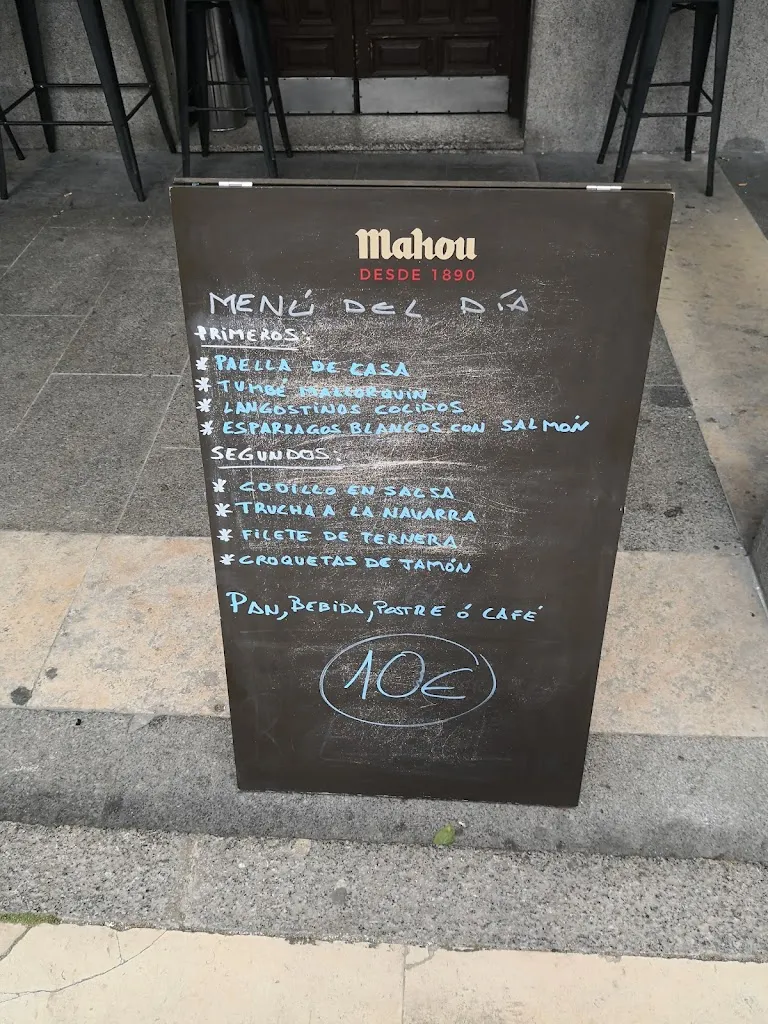 Mahou
DESDE 1890
MENÚ DEL DÍA
PRIMEROS:
* PAELLA DE CASA
* TUMBÉ MALLORQUIN
* LANGOSTINOS COCIDOS
* ESPARRAGOS BLANCOS CON SALMÓN
SEGUNDOS:
* CODILLO EN SALSA
* TRUCHA A LA NAVARRA
* FILETE DE TERNERA
* CROQUETAS DE JAMÓN
PAN, BEBIDA, POSTRE Ó CAFÉ
10€